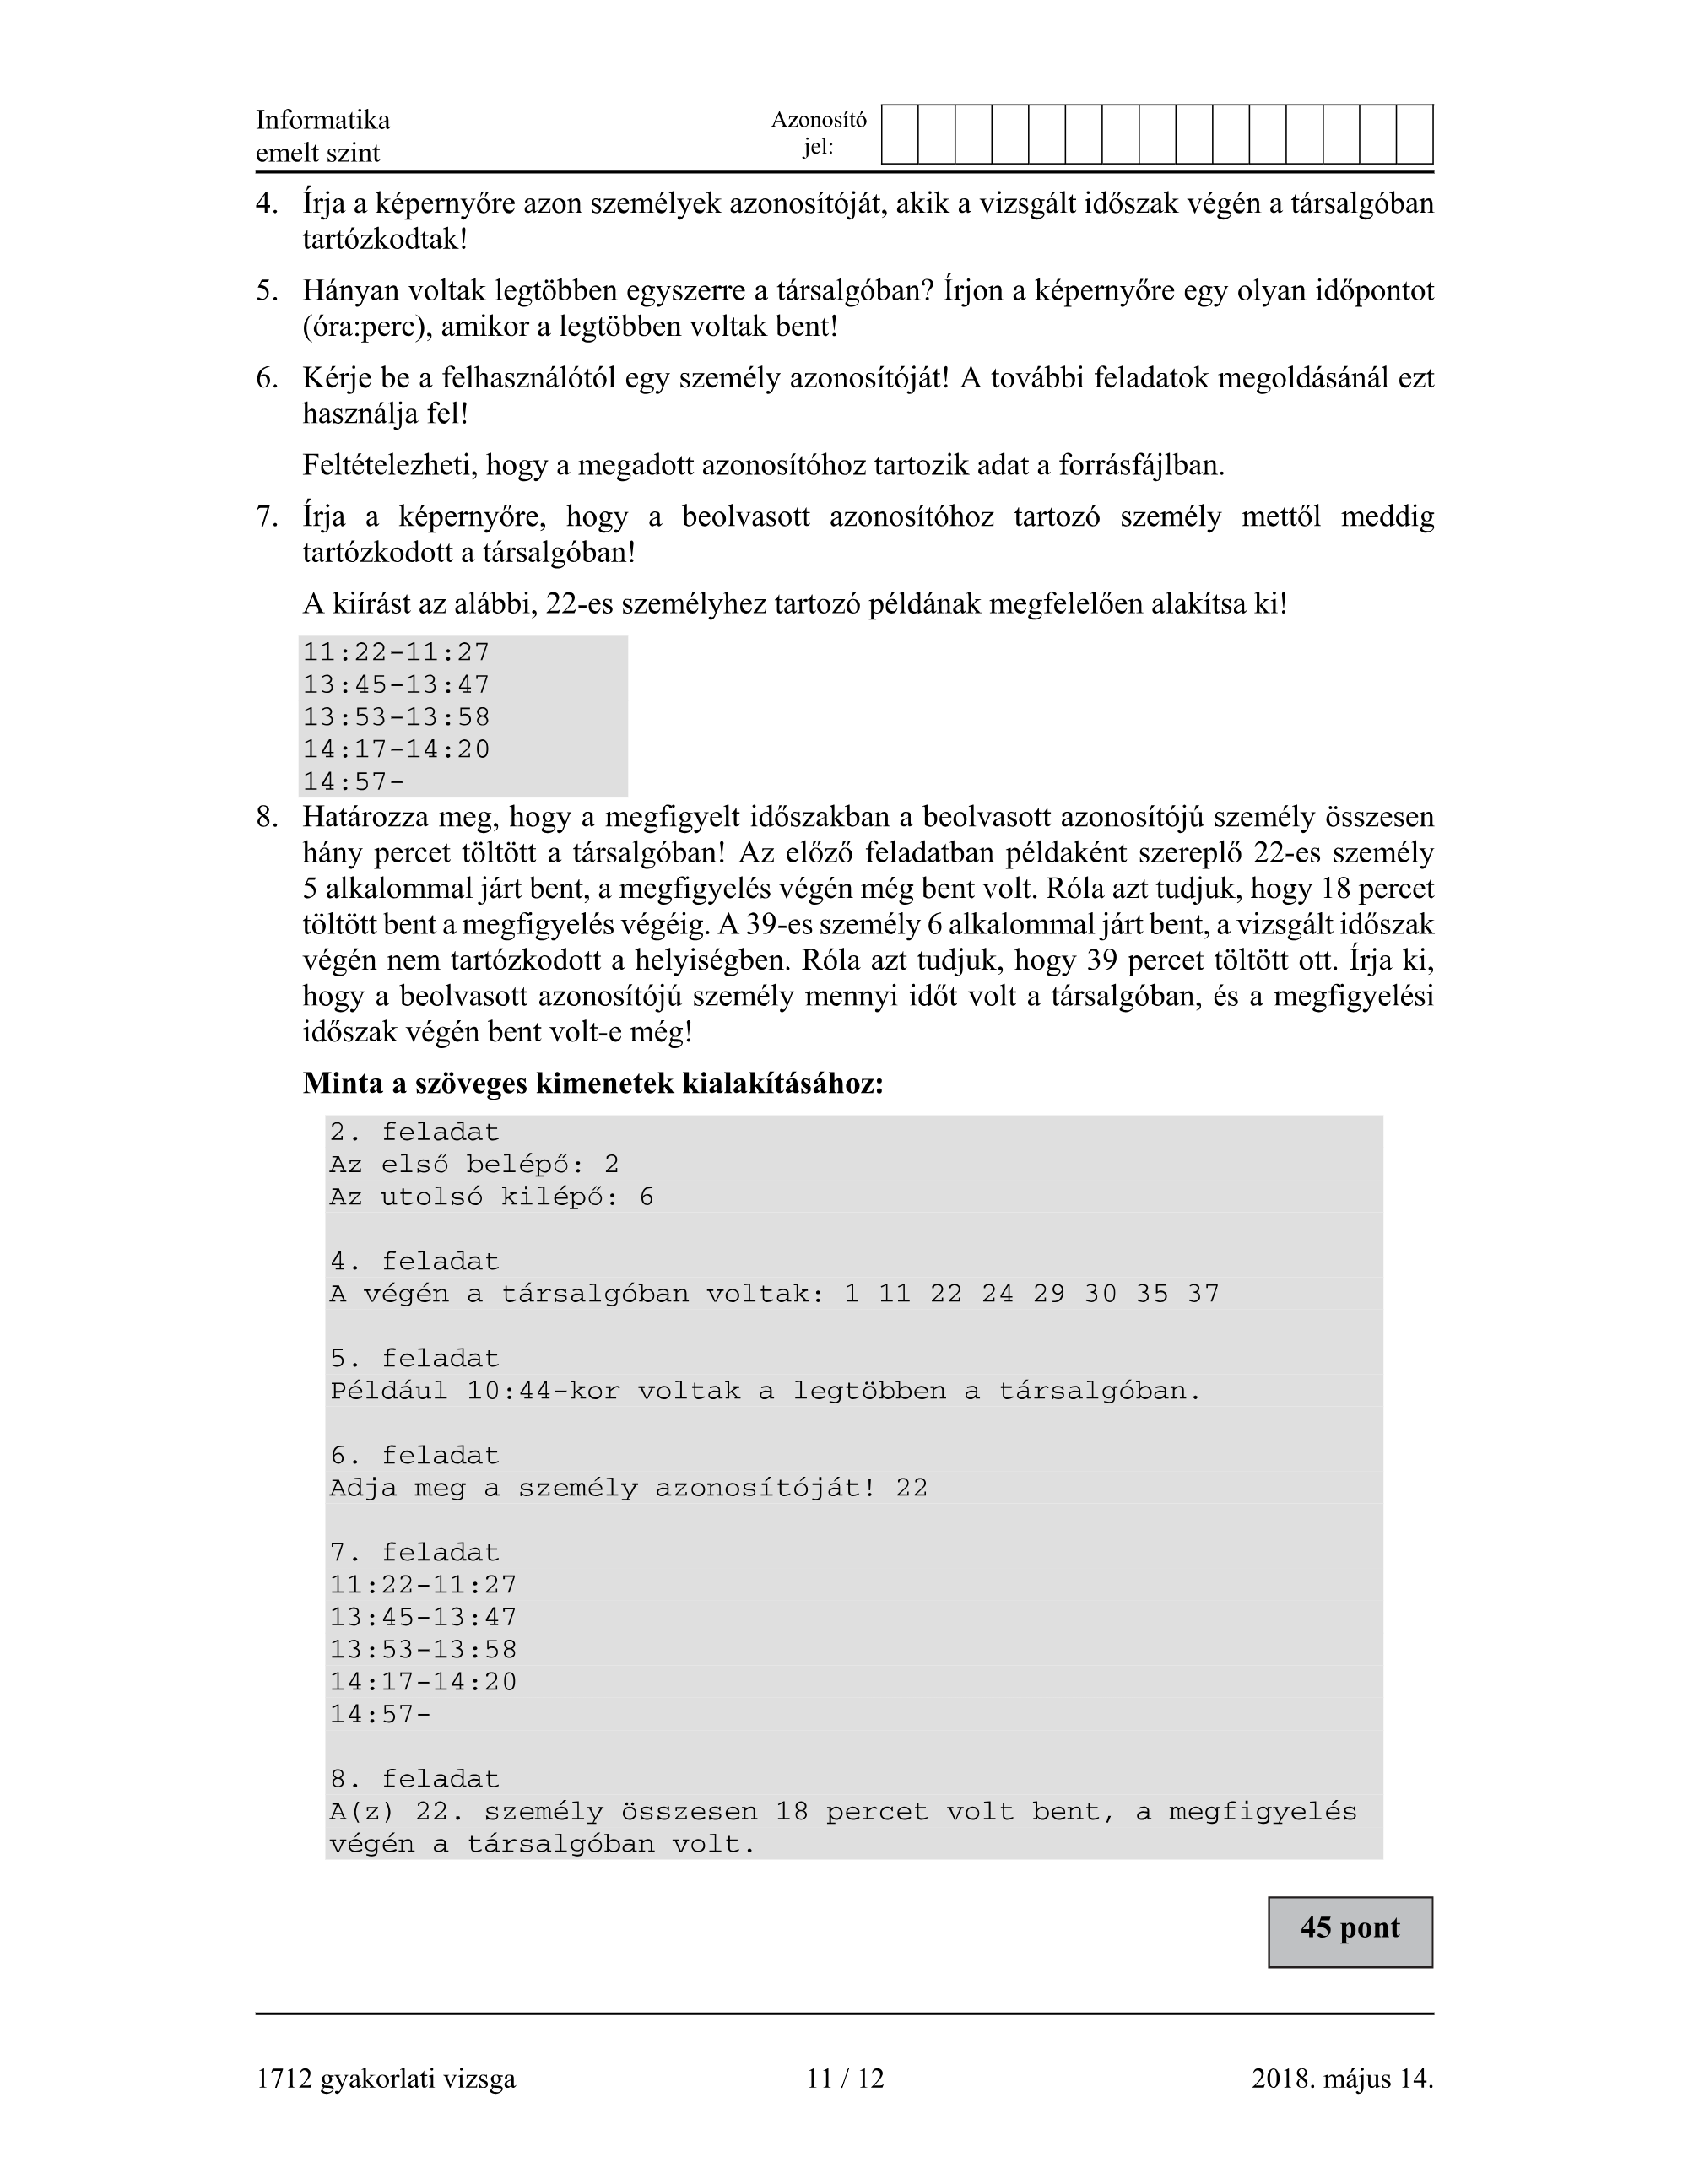 Informatika
emelt szint
Azonosító
jel:
4. Írja a képernyőre azon személyek azonosítóját, akik a vizsgált időszak végén a társalgóban
tartózkodtak!
5. Hányan voltak legtöbben egyszerre a társalgóban? Írjon a képernyőre egy olyan időpontot
(óra:perc), amikor a legtöbben voltak bent!
6. Kérje be a felhasználótól egy személy azonosítóját! A további feladatok megoldásánál ezt
használja fel!
Feltételezheti, hogy a megadott azonosítóhoz tartozik adat a forrásfájlban.
7. Írja a képernyőre, hogy a beolvasott azonosítóhoz tartozó személy mettől meddig
tartózkodott a társalgóban!
A kiírást az alábbi, 22-es személyhez tartozó példának megfelelően alakítsa ki!
11:22-11:27
13:45-13:47
13:53-13:58
14:17-14:20
14:57-
8. Határozza meg, hogy a megfigyelt időszakban a beolvasott azonosítójú személy összesen
hány percet töltött a társalgóban! Az előző feladatban példaként szereplő 22-es személy
5 alkalommal járt bent, a megfigyelés végén még bent volt. Róla azt tudjuk, hogy 18 percet
töltött bent a megfigyelés végéig. A 39-es személy 6 alkalommal járt bent, a vizsgált időszak
végén nem tartózkodott a helyiségben. Róla azt tudjuk, hogy 39 percet töltött ott. Írja ki,
hogy a beolvasott azonosítójú személy mennyi időt volt a társalgóban, és a megfigyelési
időszak végén bent volt-e még!
Minta a szöveges kimenetek kialakításához:
2. feladat
Az első belépő: 2
Az utolsó kilépő: 6
4. feladat
A végén a társalgóban voltak: 1 11 22 24 29 30 35 37
5. feladat
Például 10:44-kor voltak a legtöbben a társalgóban.
6. feladat
Adja meg a személy azonosítóját! 22
7. feladat
11:22-11:27
13:45-13:47
13:53-13:58
14:17-14:20
14:57-
8. feladat
A(z) 22. személy összesen 18 percet volt bent, a megfigyelés
végén a társalgóban volt.
45 pont
1712 gyakorlati vizsga
11 / 12
2018. május 14.